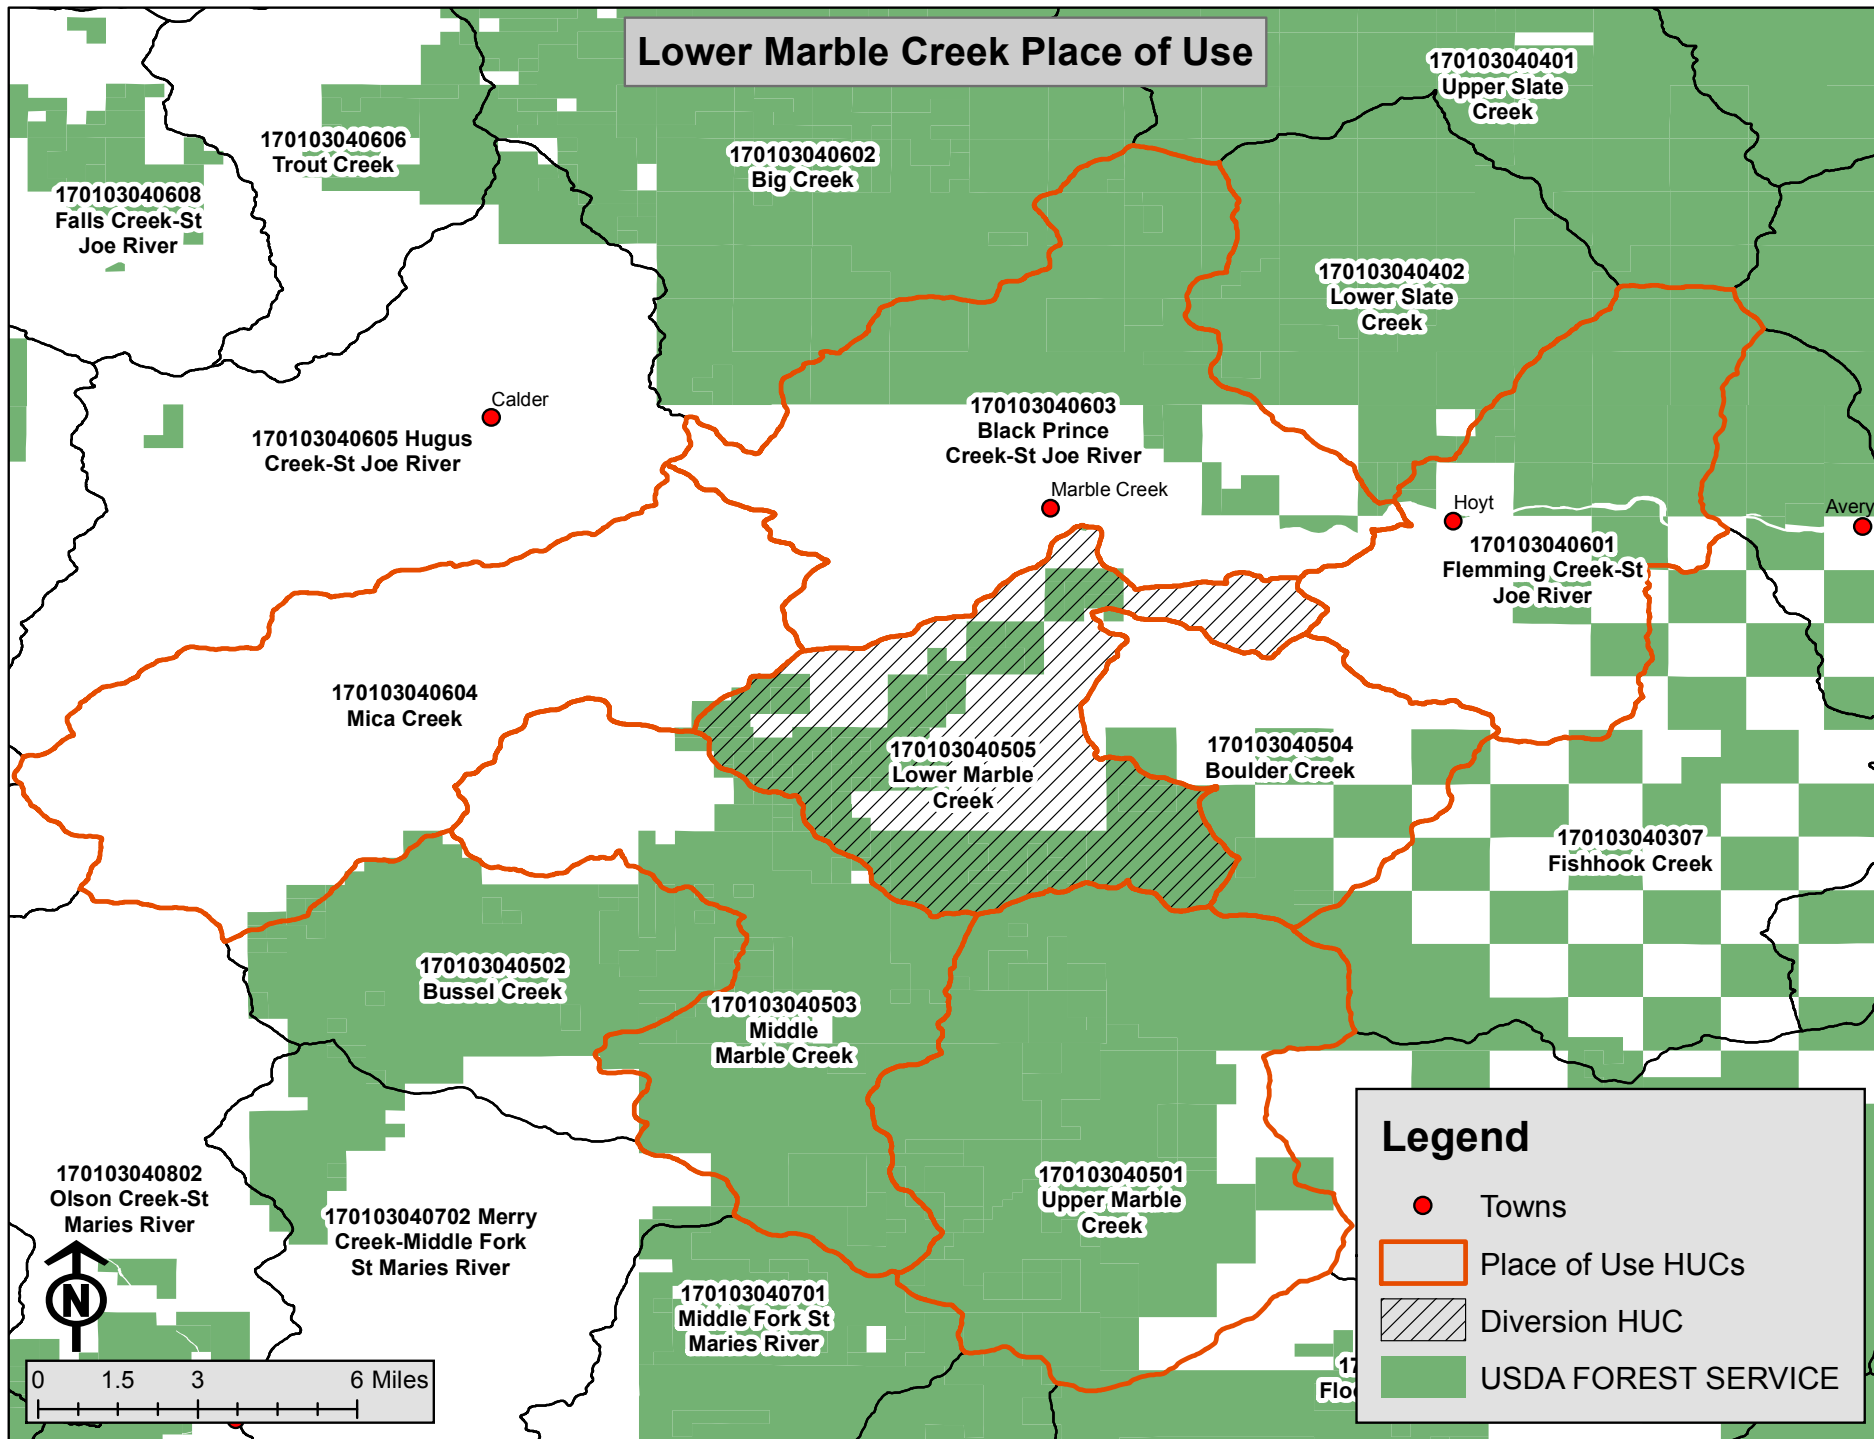 Lower Marble Creek Place of Use
170103040401
Upper Slate
Creek
170103040606
Trout Creek
170103040602
Big Creek
170103040608
Falls Creek-St
Joe River
170103040402
Lower Slate
Creek
Calder
170103040603
Black Prince
Creek-St Joe River
170103040605 Hugus
Creek-St Joe River
Marble Creek
Hoyt
Avery
170103040601
Flemming Creek-St
Joe River
170103040604
Mica Creek
170103040505
Lower Marble
Creek
170103040504
Boulder Creek
170103040307
Fishhook Creek
170103040502
Bussel Creek
170103040503
Middle
Marble Creek
170103040802
Olson Creek-St
Maries River
170103040702 Merry
Creek-Middle Fork
St Maries River
170103040501
Upper Marble
Creek
170103040701
Middle Fork St
Maries River
17
Floo
N
0 1.5 3 6 Miles
Legend
Towns
Place of Use HUCs
Diversion HUC
USDA FOREST SERVICE